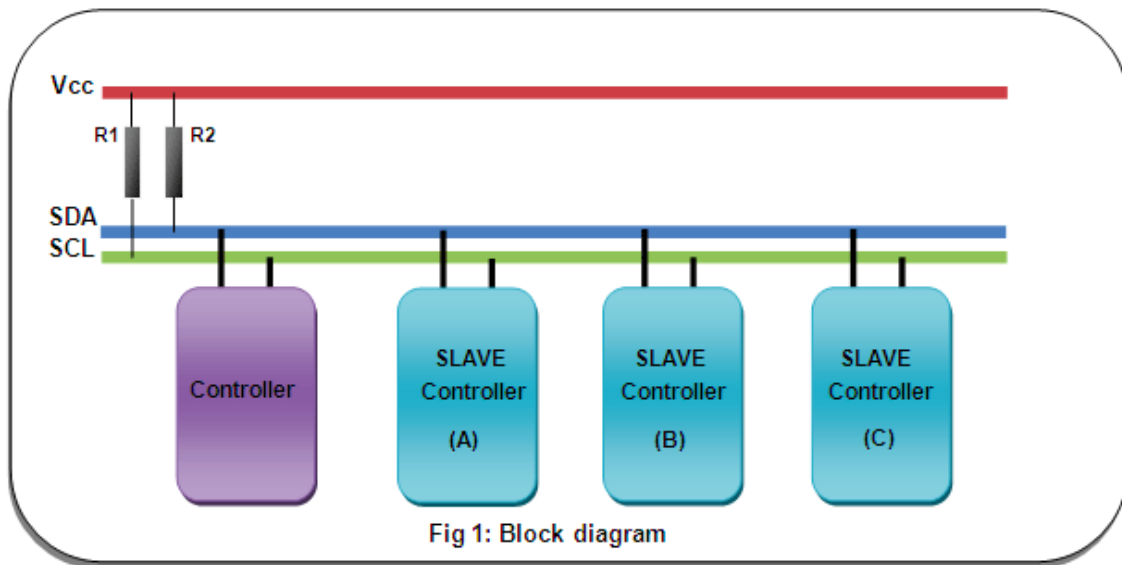 Vcc
R1
R2
SDA
SCL
Controller
SLAVE
Controller
(A)
SLAVE
Controller
(B)
SLAVE
Controller
(C)
Fig 1: Block diagram